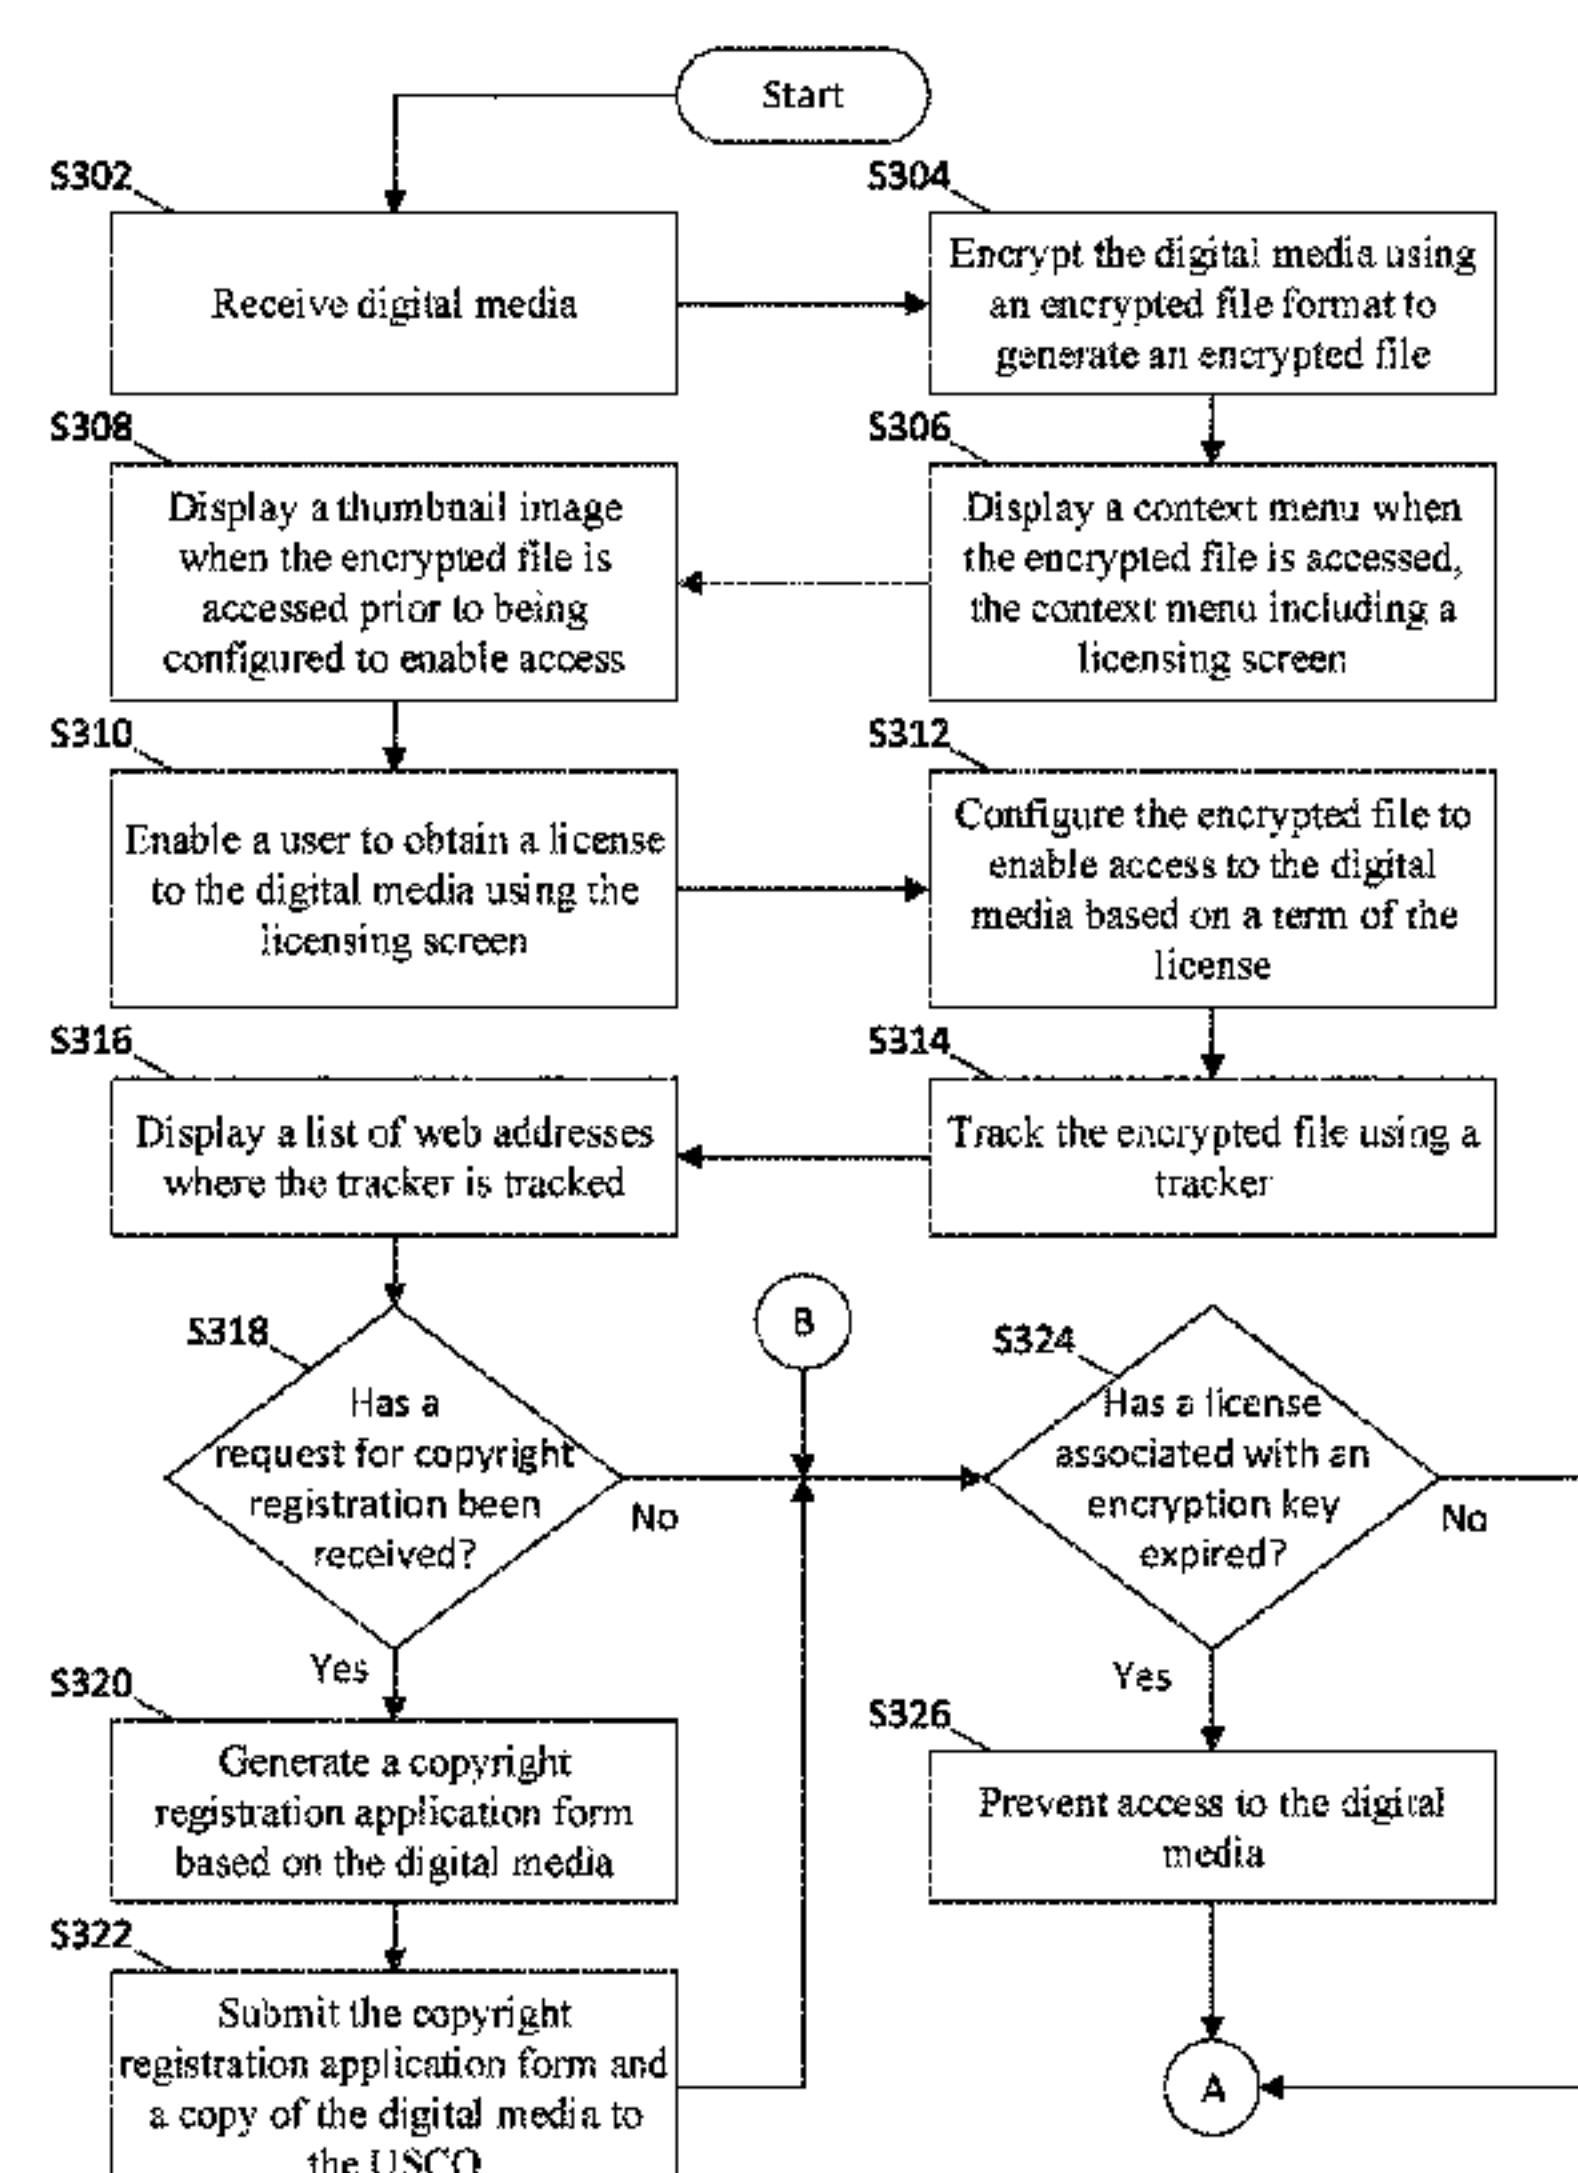 Start
S302
Receive digital media
S304
Encrypt the digital media using
an encrypted file format to
generate an encrypted file
S308
Display a thumbnail image
when the encrypted file is
accessed prior to being
configured to enable access
S306
Display a context menu when
the encrypted file is accessed,
the context menu including a
licensing screen
S310
Enable a user to obtain a license
to the digital media using the
licensing screen
S312
Configure the encrypted file to
enable access to the digital
media based on a term of the
license
S316
Display a list of web addresses
where the tracker is tracked
S314
Track the encrypted file using a
tracker
B
S318
Has a
request for copyright
registration been
received?
No
Yes
S324
Has a license
associated with an
encryption key
expired?
No
Yes
S320
Generate a copyright
registration application form
based on the digital media
S326
Prevent access to the digital
media
S322
Submit the copyright
registration application form and
a copy of the digital media to
the USCO
A